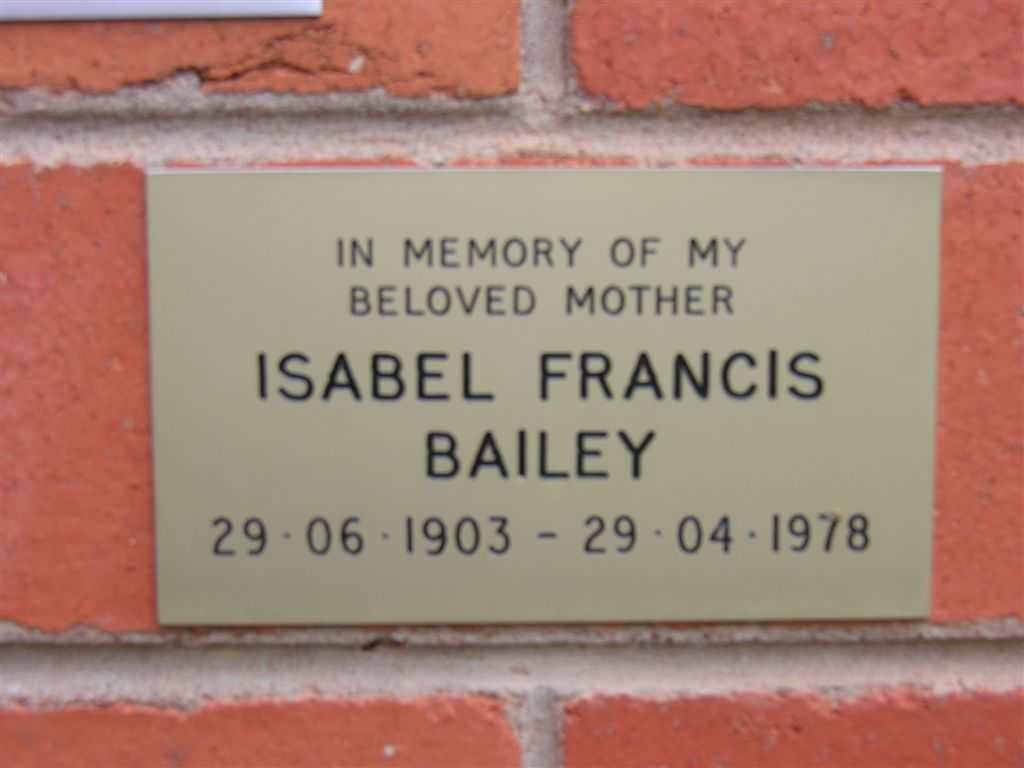 IN MEMORY OF MY
BELOVED MOTHER
ISABEL FRANCIS
BAILEY
29·06·1903 - 29·04·1978